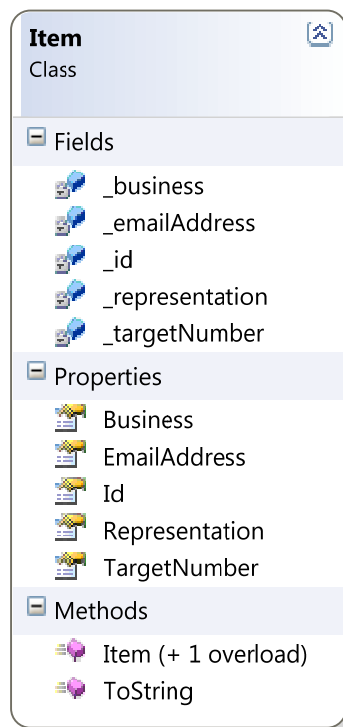 Item
Class
Fields
_business
_emailAddress
_id
_representation
_targetNumber
Properties
Business
EmailAddress
Id
Representation
TargetNumber
Methods
Item (+ 1 overload)
ToString